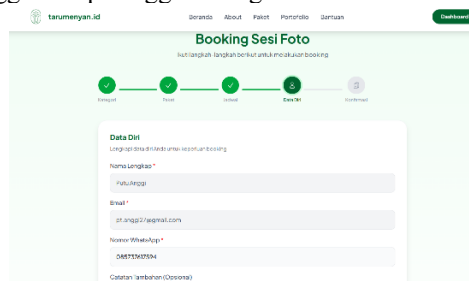 tarumenyan.id Beranda About Paket Portofolio Bantuan Dashboard
Booking Sesi Foto
Ikuti langkah-langkah berikut untuk melakukan booking
Kategori Paket Jadwal Data Diri Konfirmasi
Data Diri
Lengkapi data diri Anda untuk keperluan booking
Nama Lengkap *
Putu Anggi
Email *
Nomor WhatsApp *
Catatan Tambahan (Opsional)